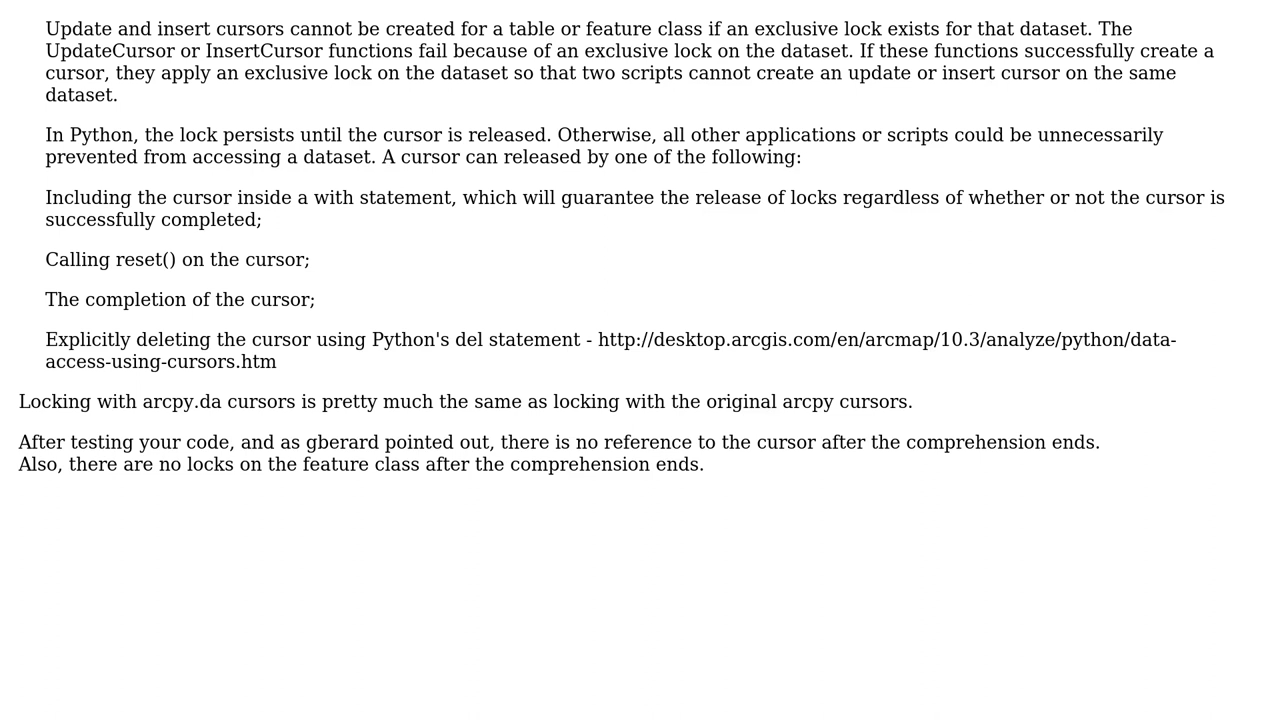 Update and insert cursors cannot be created for a table or feature class if an exclusive lock exists for that dataset. The
UpdateCursor or InsertCursor functions fail because of an exclusive lock on the dataset. If these functions successfully create a
cursor, they apply an exclusive lock on the dataset so that two scripts cannot create an update or insert cursor on the same
dataset.
In Python, the lock persists until the cursor is released. Otherwise, all other applications or scripts could be unnecessarily
prevented from accessing a dataset. A cursor can released by one of the following:
Including the cursor inside a with statement, which will guarantee the release of locks regardless of whether or not the cursor is
successfully completed;
Calling reset() on the cursor;
The completion of the cursor;
Explicitly deleting the cursor using Python's del statement - http://desktop.arcgis.com/en/arcmap/10.3/analyze/python/data-
access-using-cursors.htm
Locking with arcpy.da cursors is pretty much the same as locking with the original arcpy cursors.
After testing your code, and as gberard pointed out, there is no reference to the cursor after the comprehension ends.
Also, there are no locks on the feature class after the comprehension ends.